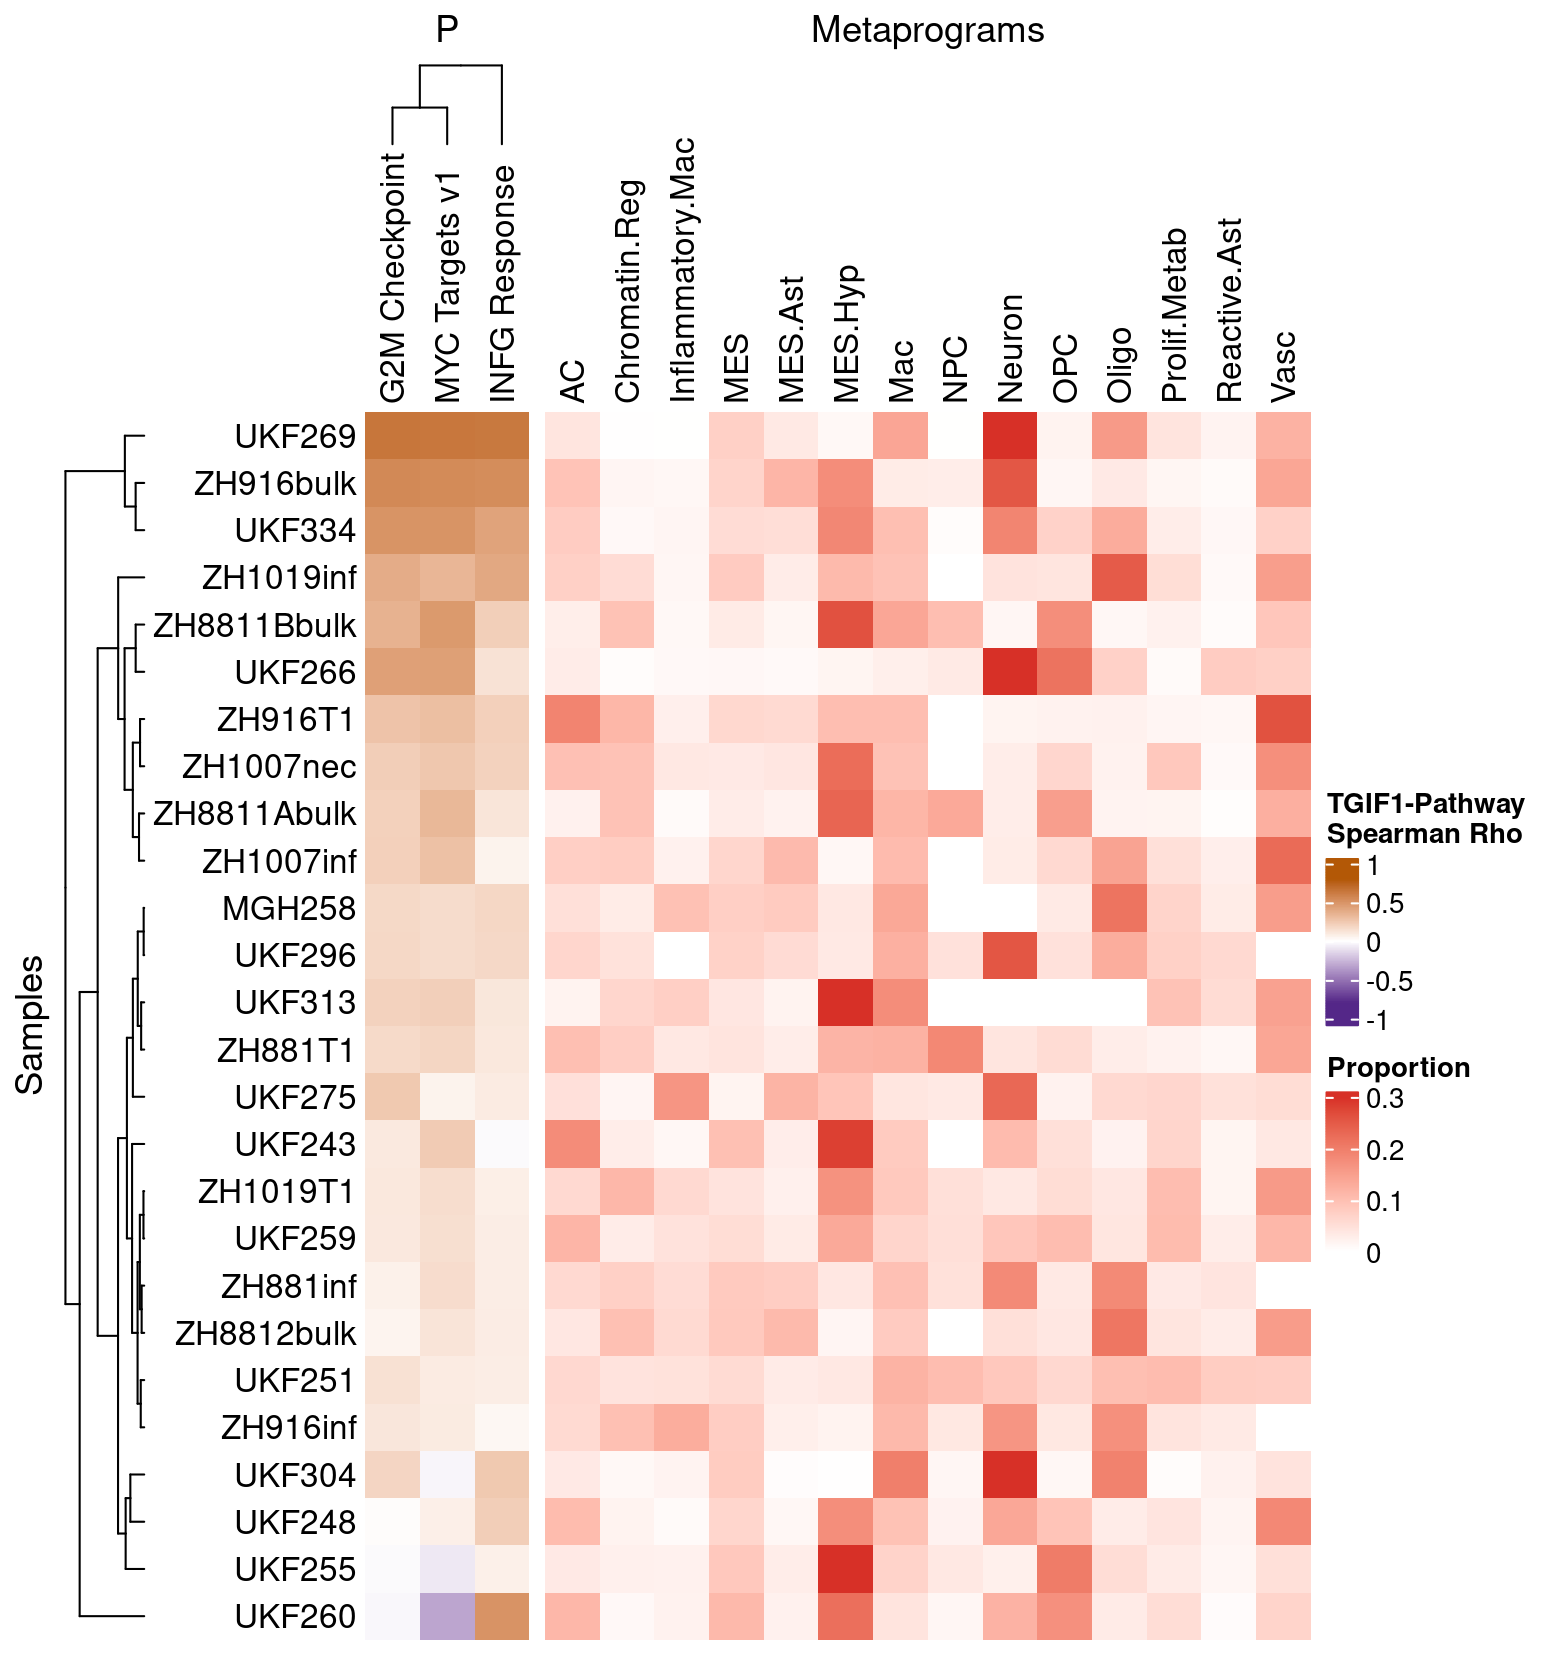 P
Metaprograms
G2M Checkpoint
MYC Targets v1
INFG Response
AC
Chromatin.Reg
Inflammatory.Mac
MES
MES.Ast
MES.Hyp
Mac
NPC
Neuron
OPC
Oligo
Prolif.Metab
Reactive.Ast
Vasc
Samples
UKF269
ZH916bulk
UKF334
ZH1019inf
ZH8811Bbulk
UKF266
ZH916T1
ZH1007nec
ZH8811Abulk
ZH1007inf
MGH258
UKF296
UKF313
ZH881T1
UKF275
UKF243
ZH1019T1
UKF259
ZH881inf
ZH8812bulk
UKF251
ZH916inf
UKF304
UKF248
UKF255
UKF260
TGIF1-Pathway
Spearman Rho
1
0.5
0
-0.5
-1
Proportion
0.3
0.2
0.1
0